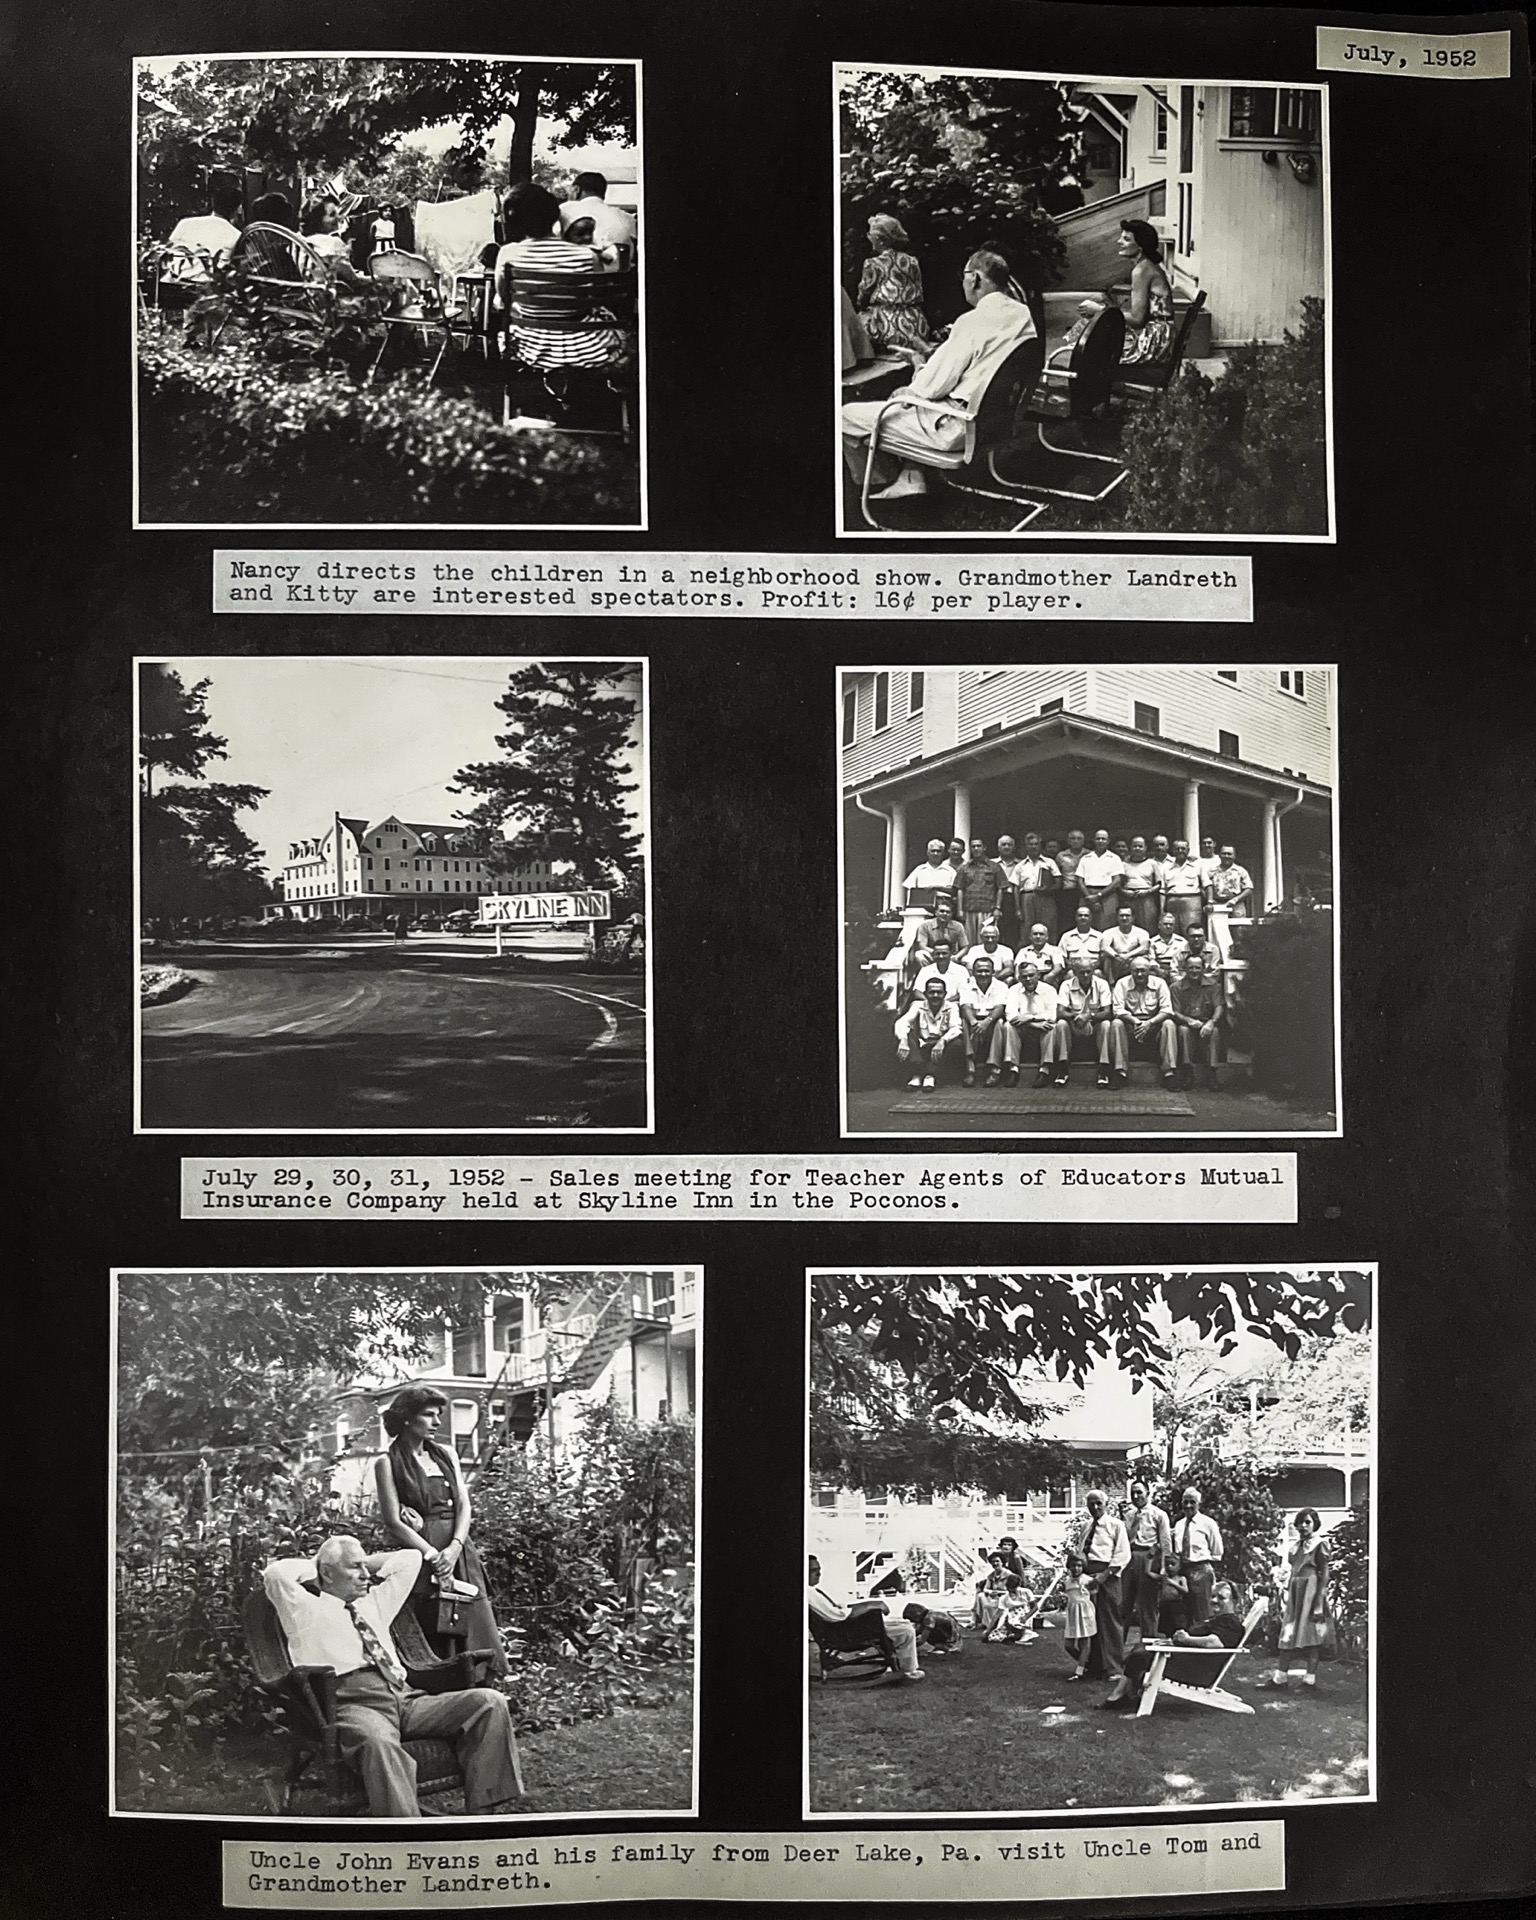 July, 1952
Nancy directs the children in a neighborhood show. Grandmother Landreth
and Kitty are interested spectators. Profit: 16¢ per player.
SKYLINE INN
July 29, 30, 31, 1952 - Sales meeting for Teacher Agents of Educators Mutual
Insurance Company held at Skyline Inn in the Poconos.
Uncle John Evans and his family from Deer Lake, Pa. visit Uncle Tom and
Grandmother Landreth.